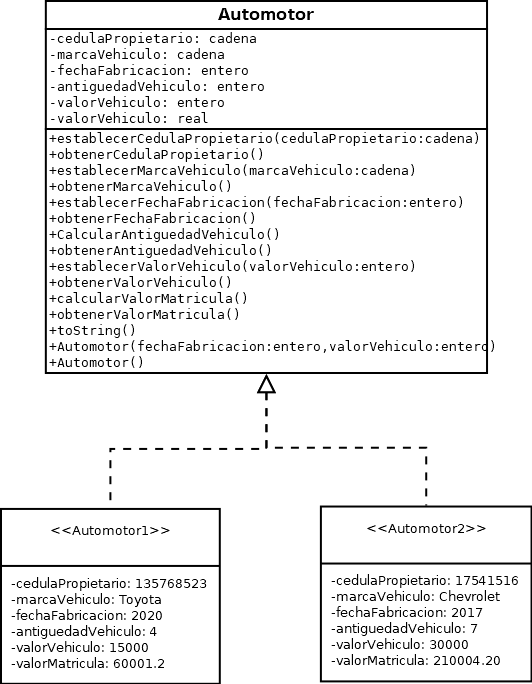 Automotor
-cedulaPropietario: cadena
-marcaVehiculo: cadena
-fechaFabricacion: entero
-antiguedadVehiculo: entero
-valorVehiculo: entero
-valorVehiculo: real
+establecerCedulaPropietario(cedulaPropietario:cadena)
+obtenerCedulaPropietario()
+establecerMarcaVehiculo(marcaVehiculo:cadena)
+obtenerMarcaVehiculo()
+establecerFechaFabricacion(fechaFabricacion:entero)
+obtenerFechaFabricacion()
+CalcularAntiguedadVehiculo()
+obtenerAntiguedadVehiculo()
+establecerValorVehiculo(valorVehiculo:entero)
+obtenerValorVehiculo()
+calcularValorMatricula()
+obtenerValorMatricula()
+toString()
+Automotor(fechaFabricacion:entero,valorVehiculo:entero)
+Automotor()
<<Automotor1>>
-cedulaPropietario: 135768523
-marcaVehiculo: Toyota
-fechaFabricacion: 2020
-antiguedadVehiculo: 4
-valorVehiculo: 15000
-valorMatricula: 60001.2
<<Automotor2>>
-cedulaPropietario: 17541516
-marcaVehiculo: Chevrolet
-fechaFabricacion: 2017
-antiguedadVehiculo: 7
-valorVehiculo: 30000
-valorMatricula: 210004.20